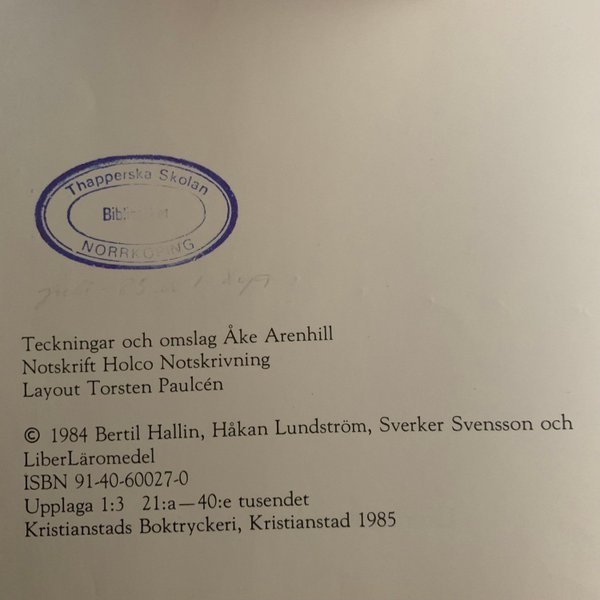 Thapperska Skolan
NORRKÖPING
Teckningar och omslag Åke Arenhill
Notskrift Holco Notskrivning
Layout Torsten Paulcén
© 1984 Bertil Hallin, Håkan Lundström, Sverker Svensson och
LiberLäromedel
ISBN 91-40-60027-0
Upplaga 1:3 21:a—40:e tusendet
Kristianstads Boktryckeri, Kristianstad 1985